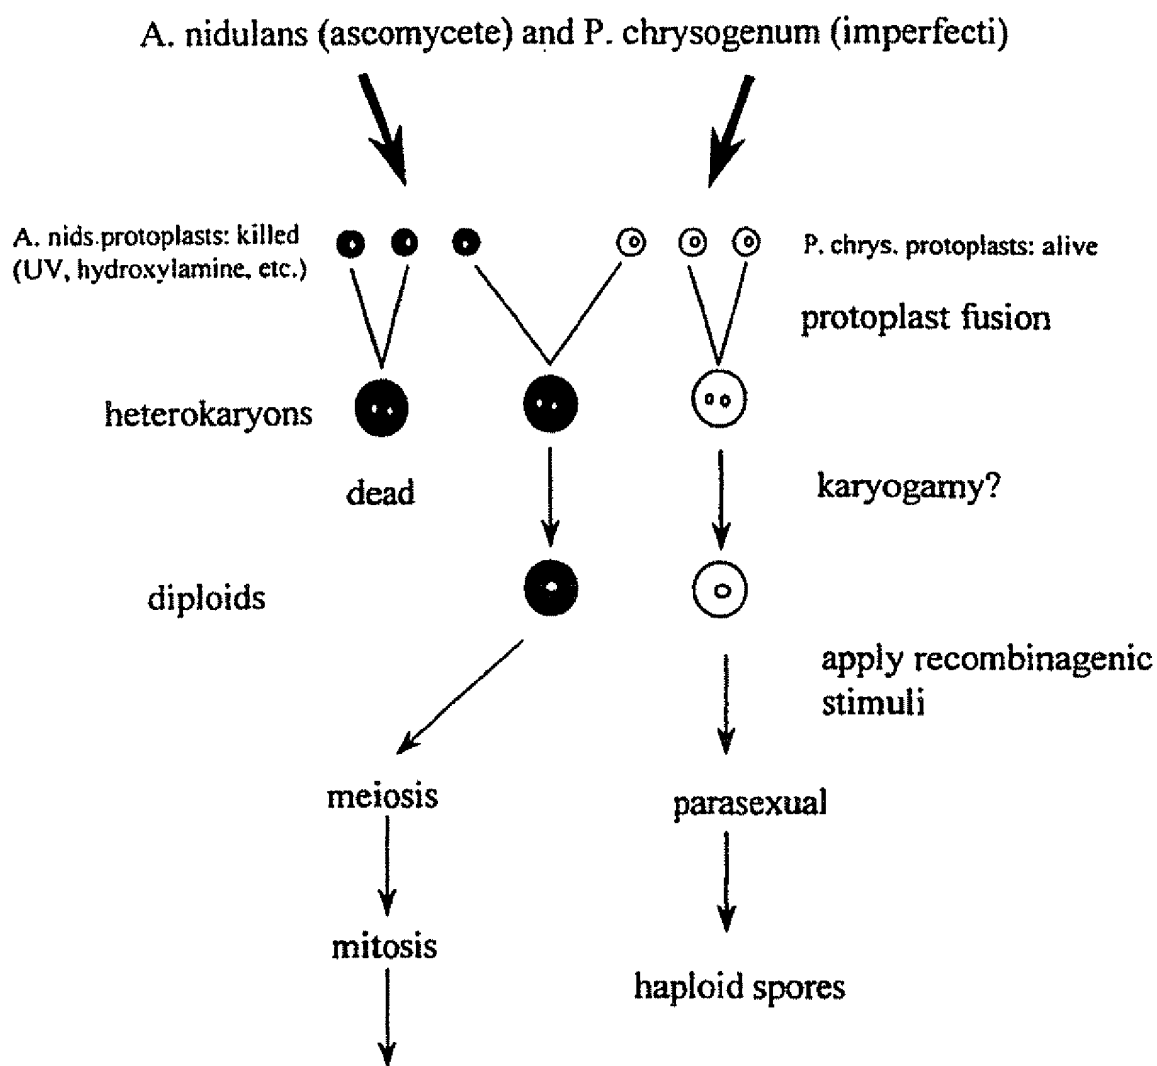 A. nidulans (ascomycete) and P. chrysogenum (imperfecti)
A. nids.protoplasts: killed
(UV, hydroxylamine, etc.)
P. chrys. protoplasts: alive
protoplast fusion
heterokaryons
dead
karyogamy?
diploids
apply recombinagenic
stimuli
meiosis
parasexual
mitosis
haploid spores